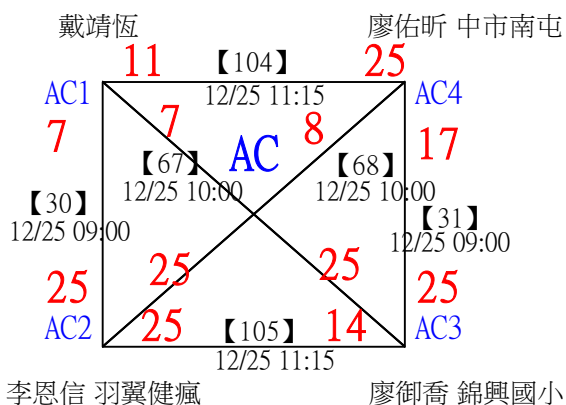 戴靖恆
廖佑昕 中市南屯
11
【104】
25
AC1
12/25 11:15
AC4
7
7
AC
8
17
【67】
【68】
12/25 10:00
12/25 10:00
【30】
【31】
12/25 09:00
12/25 09:00
25
25
25
25
AC2
25
【105】
14
AC3
12/25 11:15
李恩信 羽翼健瘋
廖御喬 錦興國小